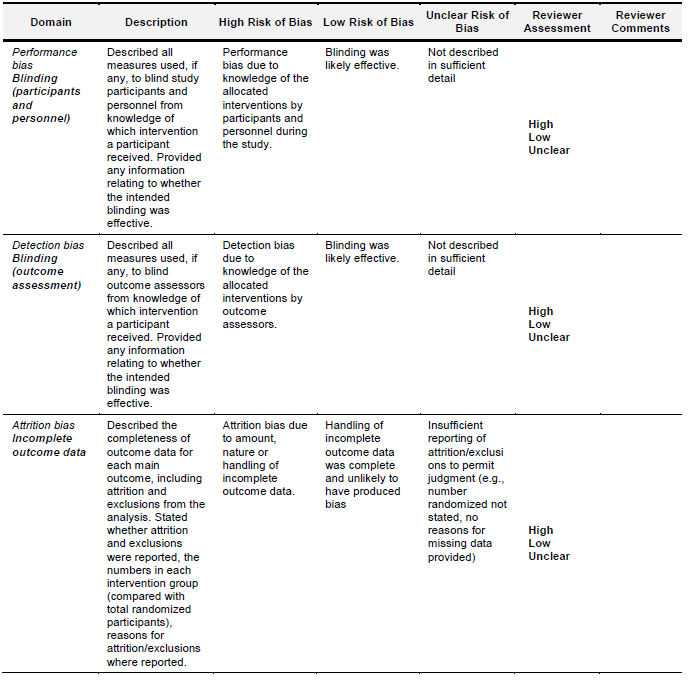 Domain
Description
High Risk of Bias
Low Risk of Bias
Unclear Risk of
Bias
Reviewer
Assessment
Reviewer
Comments
Performance
bias
Blinding
(participants
and
personnel)
Described all
measures used, if
any, to blind study
participants and
personnel from
knowledge of
which intervention
a participant
received. Provided
any information
relating to whether
the intended
blinding was
effective.
Performance
bias due to
knowledge of the
allocated
interventions by
participants and
personnel during
the study.
Blinding was
likely effective.
Not described
in sufficient
detail
High
Low
Unclear
Detection bias
Blinding
(outcome
assessment)
Described all
measures used, if
any, to blind
outcome assessors
from knowledge of
which intervention
a participant
received. Provided
any information
relating to whether
the intended
blinding was
effective.
Detection bias
due to
knowledge of the
allocated
interventions by
outcome
assessors.
Blinding was
likely effective.
Not described
in sufficient
detail
High
Low
Unclear
Attrition bias
Incomplete
outcome data
Described the
completeness of
outcome data for
each main
outcome, including
attrition and
exclusions from the
analysis. Stated
whether attrition
and exclusions
were reported, the
numbers in each
intervention group
(compared with
total randomized
participants),
reasons for
attrition/exclusions
where reported.
Attrition bias due
to amount,
nature or
handling of
incomplete
outcome data.
Handling of
incomplete
outcome data
was complete
and unlikely to
have produced
bias
Insufficient
reporting of
attrition/exclusi
ons to permit
judgment (e.g.,
number
randomized not
stated, no
reasons for
missing data
provided)
High
Low
Unclear